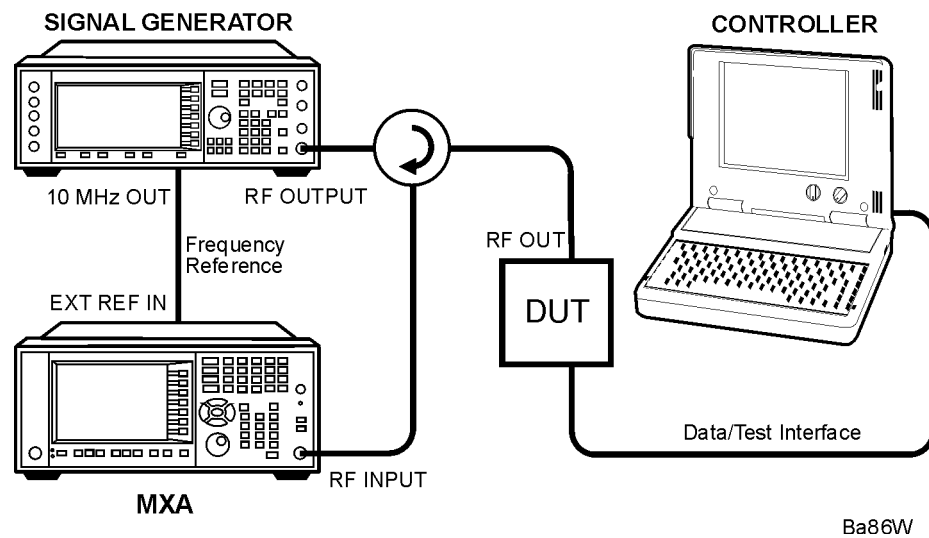 SIGNAL GENERATOR
CONTROLLER
10 MHz OUT
RF OUTPUT
RF OUT
Frequency
Reference
EXT REF IN
DUT
Data/Test Interface
RF INPUT
MXA
Ba86W